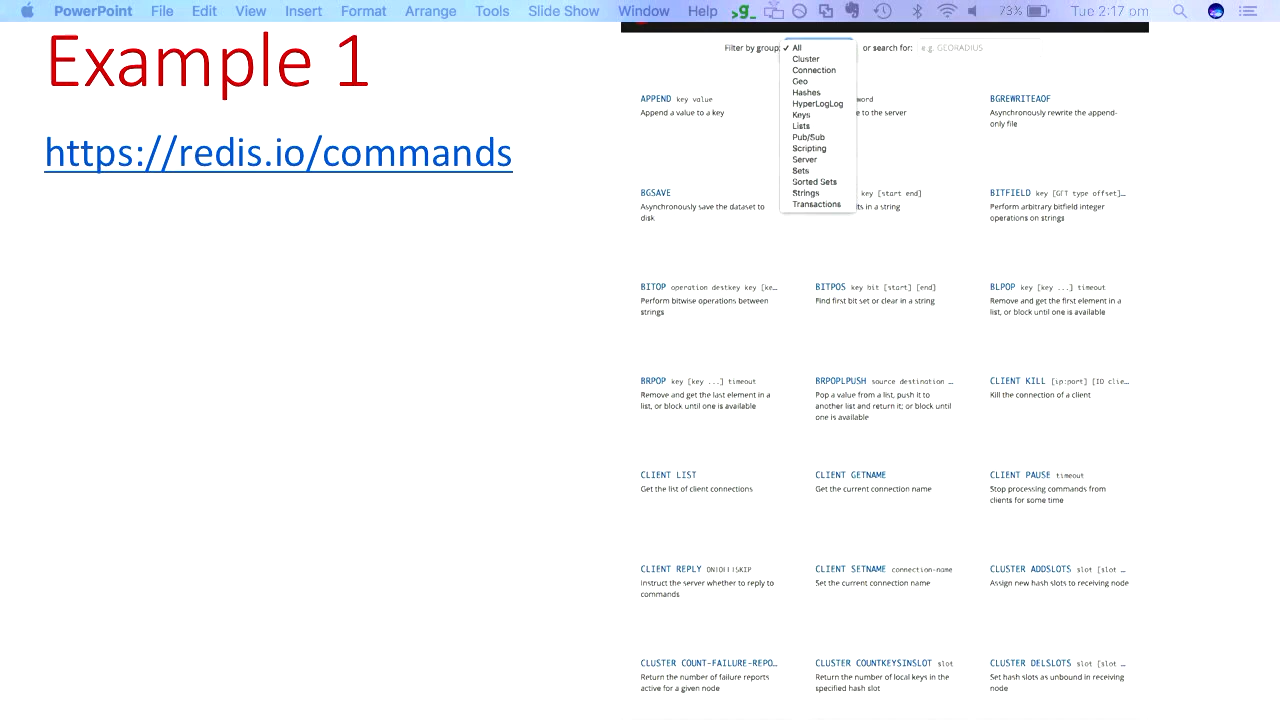 PowerPoint File Edit View Insert Format Arrange Tools Slide Show
Tue 5:17:17 pm
Example 1
https://redis.io/commands
Filter by group: ✓ All or search for: e.g. GEORADIUS
Cluster
Connection
Geo
Hashes
HyperLogLog
Keys
Lists
Pub/Sub
Scripting
Server
Sets
Sorted Sets
Strings
Transactions
APPEND key value
Append a value to a key
word
e to the server
BGREWRITEAOF
Asynchronously rewrite the append-
only file
BGSAVE
Asynchronously save the dataset to
disk
key [start end]
ts in a string
BITFIELD key [GET type offset]…
Perform arbitrary bitfield integer
operations on strings
BITOP operation destkey key [ke…
Perform bitwise operations between
strings
BITPOS key bit [start] [end]
Find first bit set or clear in a string
BLPOP key [key ...] timeout
Remove and get the first element in a
list, or block until one is available
BRPOP key [key ...] timeout
Remove and get the last element in a
list, or block until one is available
BRPOPLPUSH source destination …
Pop a value from a list, push it to
another list and return it; or block until
one is available
CLIENT KILL [ip:port] [ID clie…
Kill the connection of a client
CLIENT LIST
Get the list of client connections
CLIENT GETNAME
Get the current connection name
CLIENT PAUSE timeout
Stop processing commands from
clients for some time
CLIENT REPLY ON|OFF|SKIP
Instruct the server whether to reply to
commands
CLIENT SETNAME connection-name
Set the current connection name
CLUSTER ADDSLOTS slot [slot …
Assign new hash slots to receiving node
CLUSTER COUNT-FAILURE-REPO…
Return the number of failure reports
active for a given node
CLUSTER COUNTKEYSINSLOT slot
Return the number of local keys in the
specified hash slot
CLUSTER DELSLOTS slot [slot …
Set hash slots as unbound in receiving
node